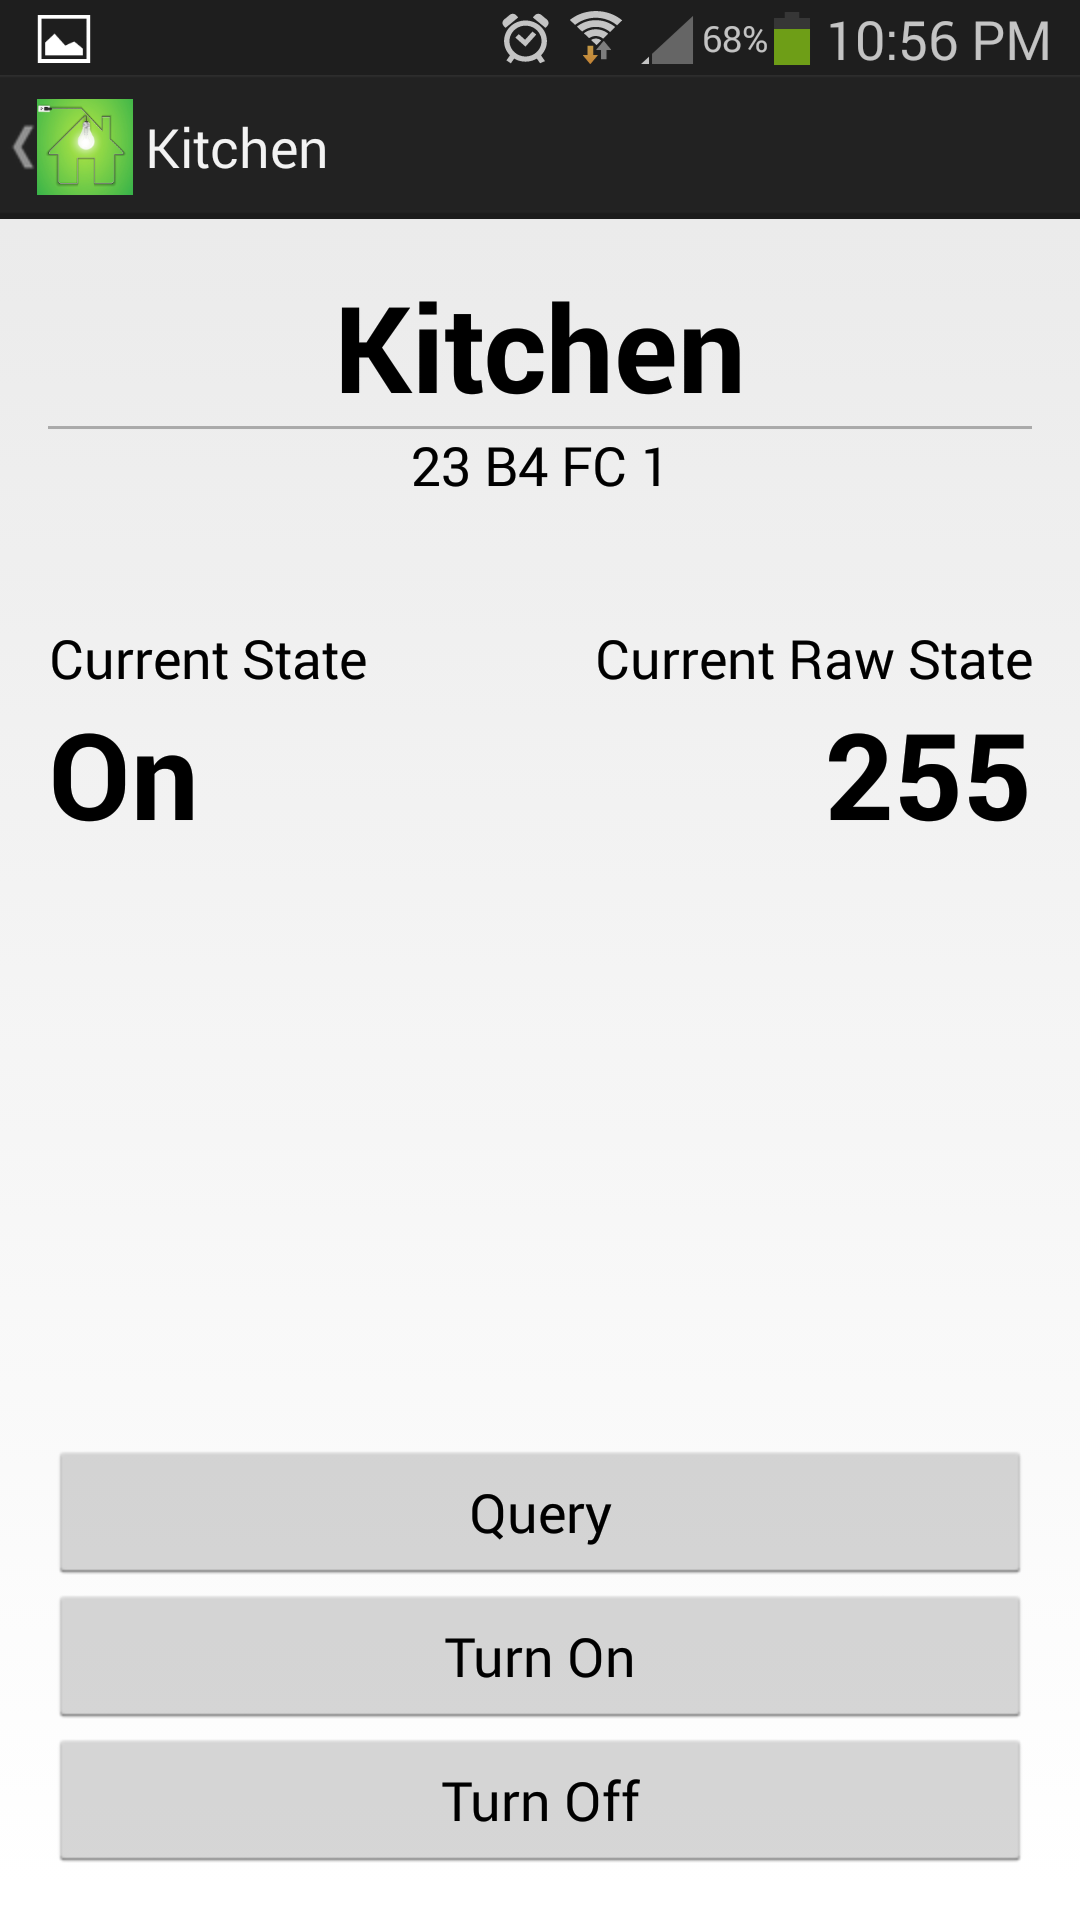 68% 10:56 PM
Kitchen
Kitchen
23 B4 FC 1
Current State Current Raw State
On 255
Query
Turn On
Turn Off